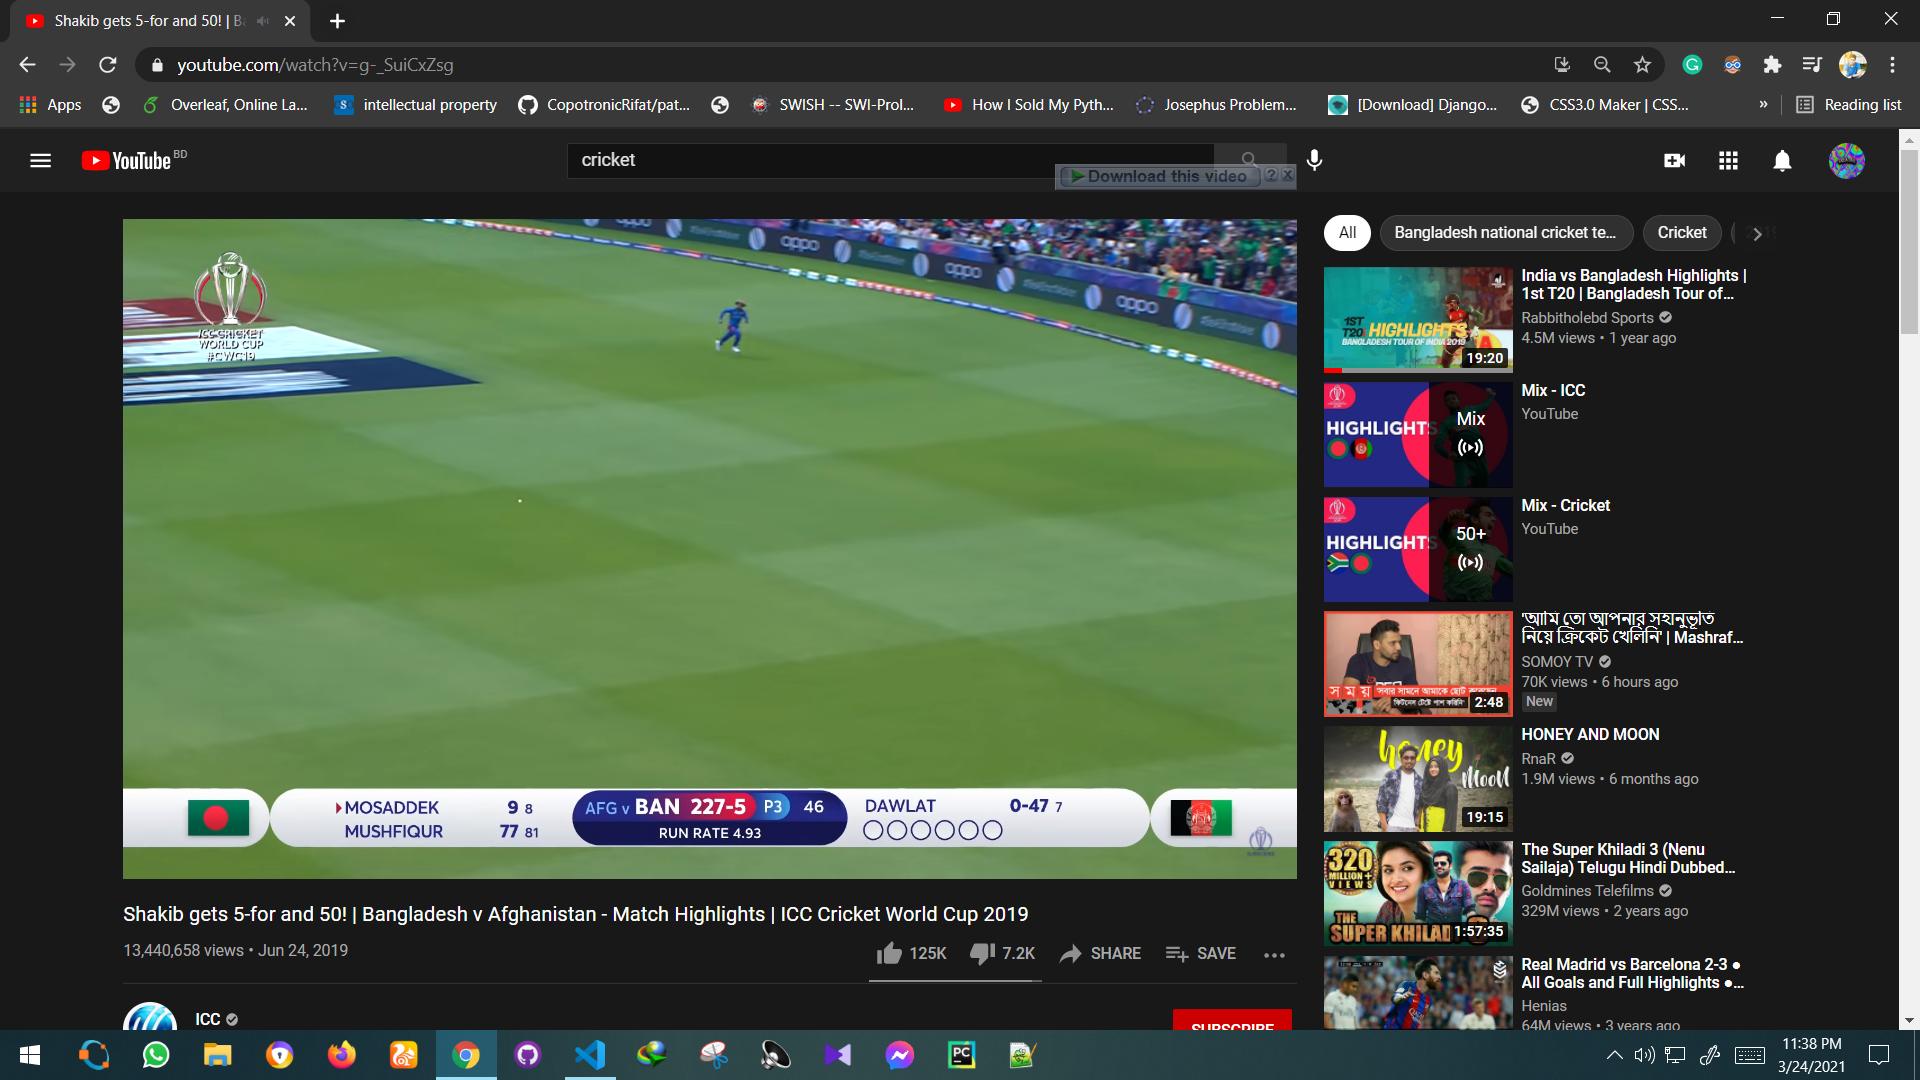 Shakib gets 5-for and 50! | Ba
youtube.com/watch?v=g-_SuiCxZsg
Apps
Overleaf, Online La...
intellectual property
CopotronicRifat/pat...
SWISH -- SWI-Prol...
How I Sold My Pyth...
Josephus Problem...
[Download] Django...
CSS3.0 Maker | CSS...
»
Reading list
YouTube BD
cricket
Download this video ? X
ICC CRICKET
WORLD CUP
#CWC19
oppo
oppo
oppo
oppo
MOSADDEK 9 8
MUSHFIQUR 77 81
AFG v BAN 227-5 P3 46
RUN RATE 4.93
DAWLAT 0-47 7
Shakib gets 5-for and 50! | Bangladesh v Afghanistan - Match Highlights | ICC Cricket World Cup 2019
13,440,658 views • Jun 24, 2019
125K
7.2K
SHARE
SAVE
ICC
SUBSCRIBE
All
Bangladesh national cricket te...
Cricket
1ST
T20 HIGHLIGHTS
BANGLADESH TOUR OF INDIA 2019
19:20
India vs Bangladesh Highlights |
1st T20 | Bangladesh Tour of...
Rabbitholebd Sports
4.5M views • 1 year ago
HIGHLIGHTS
Mix
Mix - ICC
YouTube
HIGHLIGHTS
50+
Mix - Cricket
YouTube
সময়
2:48
'আমি তো আপনার সহানুভূতি
নিয়ে ক্রিকেট খেলিনি' | Mashraf...
SOMOY TV
70K views • 6 hours ago
New
honey
Moon
19:15
HONEY AND MOON
RnaR
1.9M views • 6 months ago
320
MILLION+
VIEWS
THE
SUPER KHILADI
1:57:35
The Super Khiladi 3 (Nenu
Sailaja) Telugu Hindi Dubbed...
Goldmines Telefilms
329M views • 2 years ago
Real Madrid vs Barcelona 2-3 ●
All Goals and Full Highlights ●...
Henias
64M views • 3 years ago
PC
11:38 PM
3/24/2021